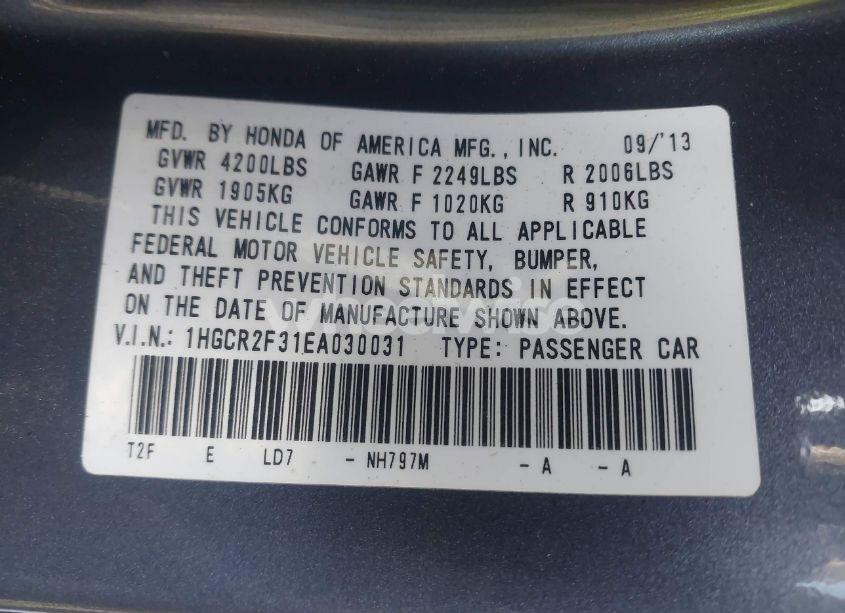 MFD. BY HONDA OF AMERICA MFG., INC. 09/'13
GVWR 4200LBS GAWR F 2249LBS R 2006LBS
GVWR 1905KG GAWR F 1020KG R 910KG
THIS VEHICLE CONFORMS TO ALL APPLICABLE
FEDERAL MOTOR VEHICLE SAFETY, BUMPER,
AND THEFT PREVENTION STANDARDS IN EFFECT
ON THE DATE OF MANUFACTURE SHOWN ABOVE.
V.I.N.: 1HGCR2F31EA030031 TYPE: PASSENGER CAR
T2F E LD7 - NH797M - A - A